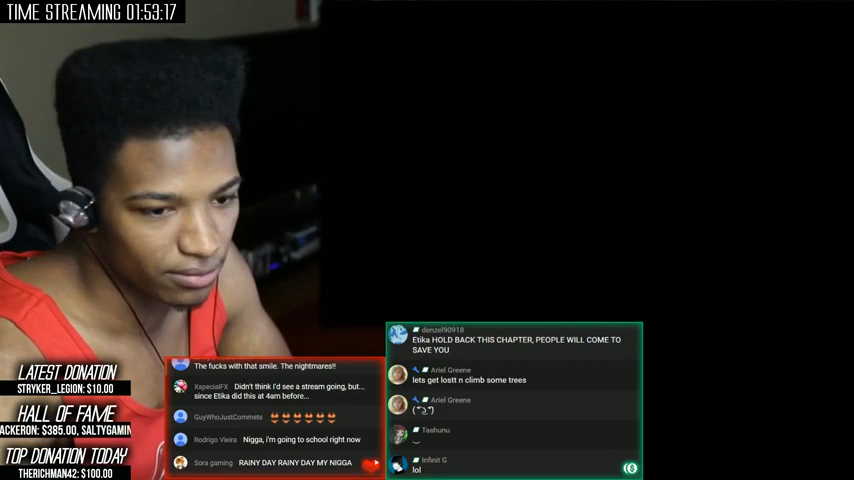 TIME STREAMING 01:53:17
LATEST DONATION
STRYKER_LEGION: $10.00
HALL OF FAME
ACKERON: $385.00, SALTYGAMIN
TOP DONATION TODAY
THERICHMAN42: $100.00
The fucks with that smile. The nightmares!!
XspecialFX Didn't think I'd see a stream going, but...
since Etika did this at 4am before...
GuyWhoJustCommets
Rodrigo Vieira Nigga, i'm going to school right now
Sora gaming RAINY DAY RAINY DAY MY NIGGA
denzel90918
Etika HOLD BACK THIS CHAPTER, PEOPLE WILL COME TO
SAVE YOU
Ariel Greene
lets get lostt n climb some trees
Ariel Greene
Tashunu
Infinit G
lol